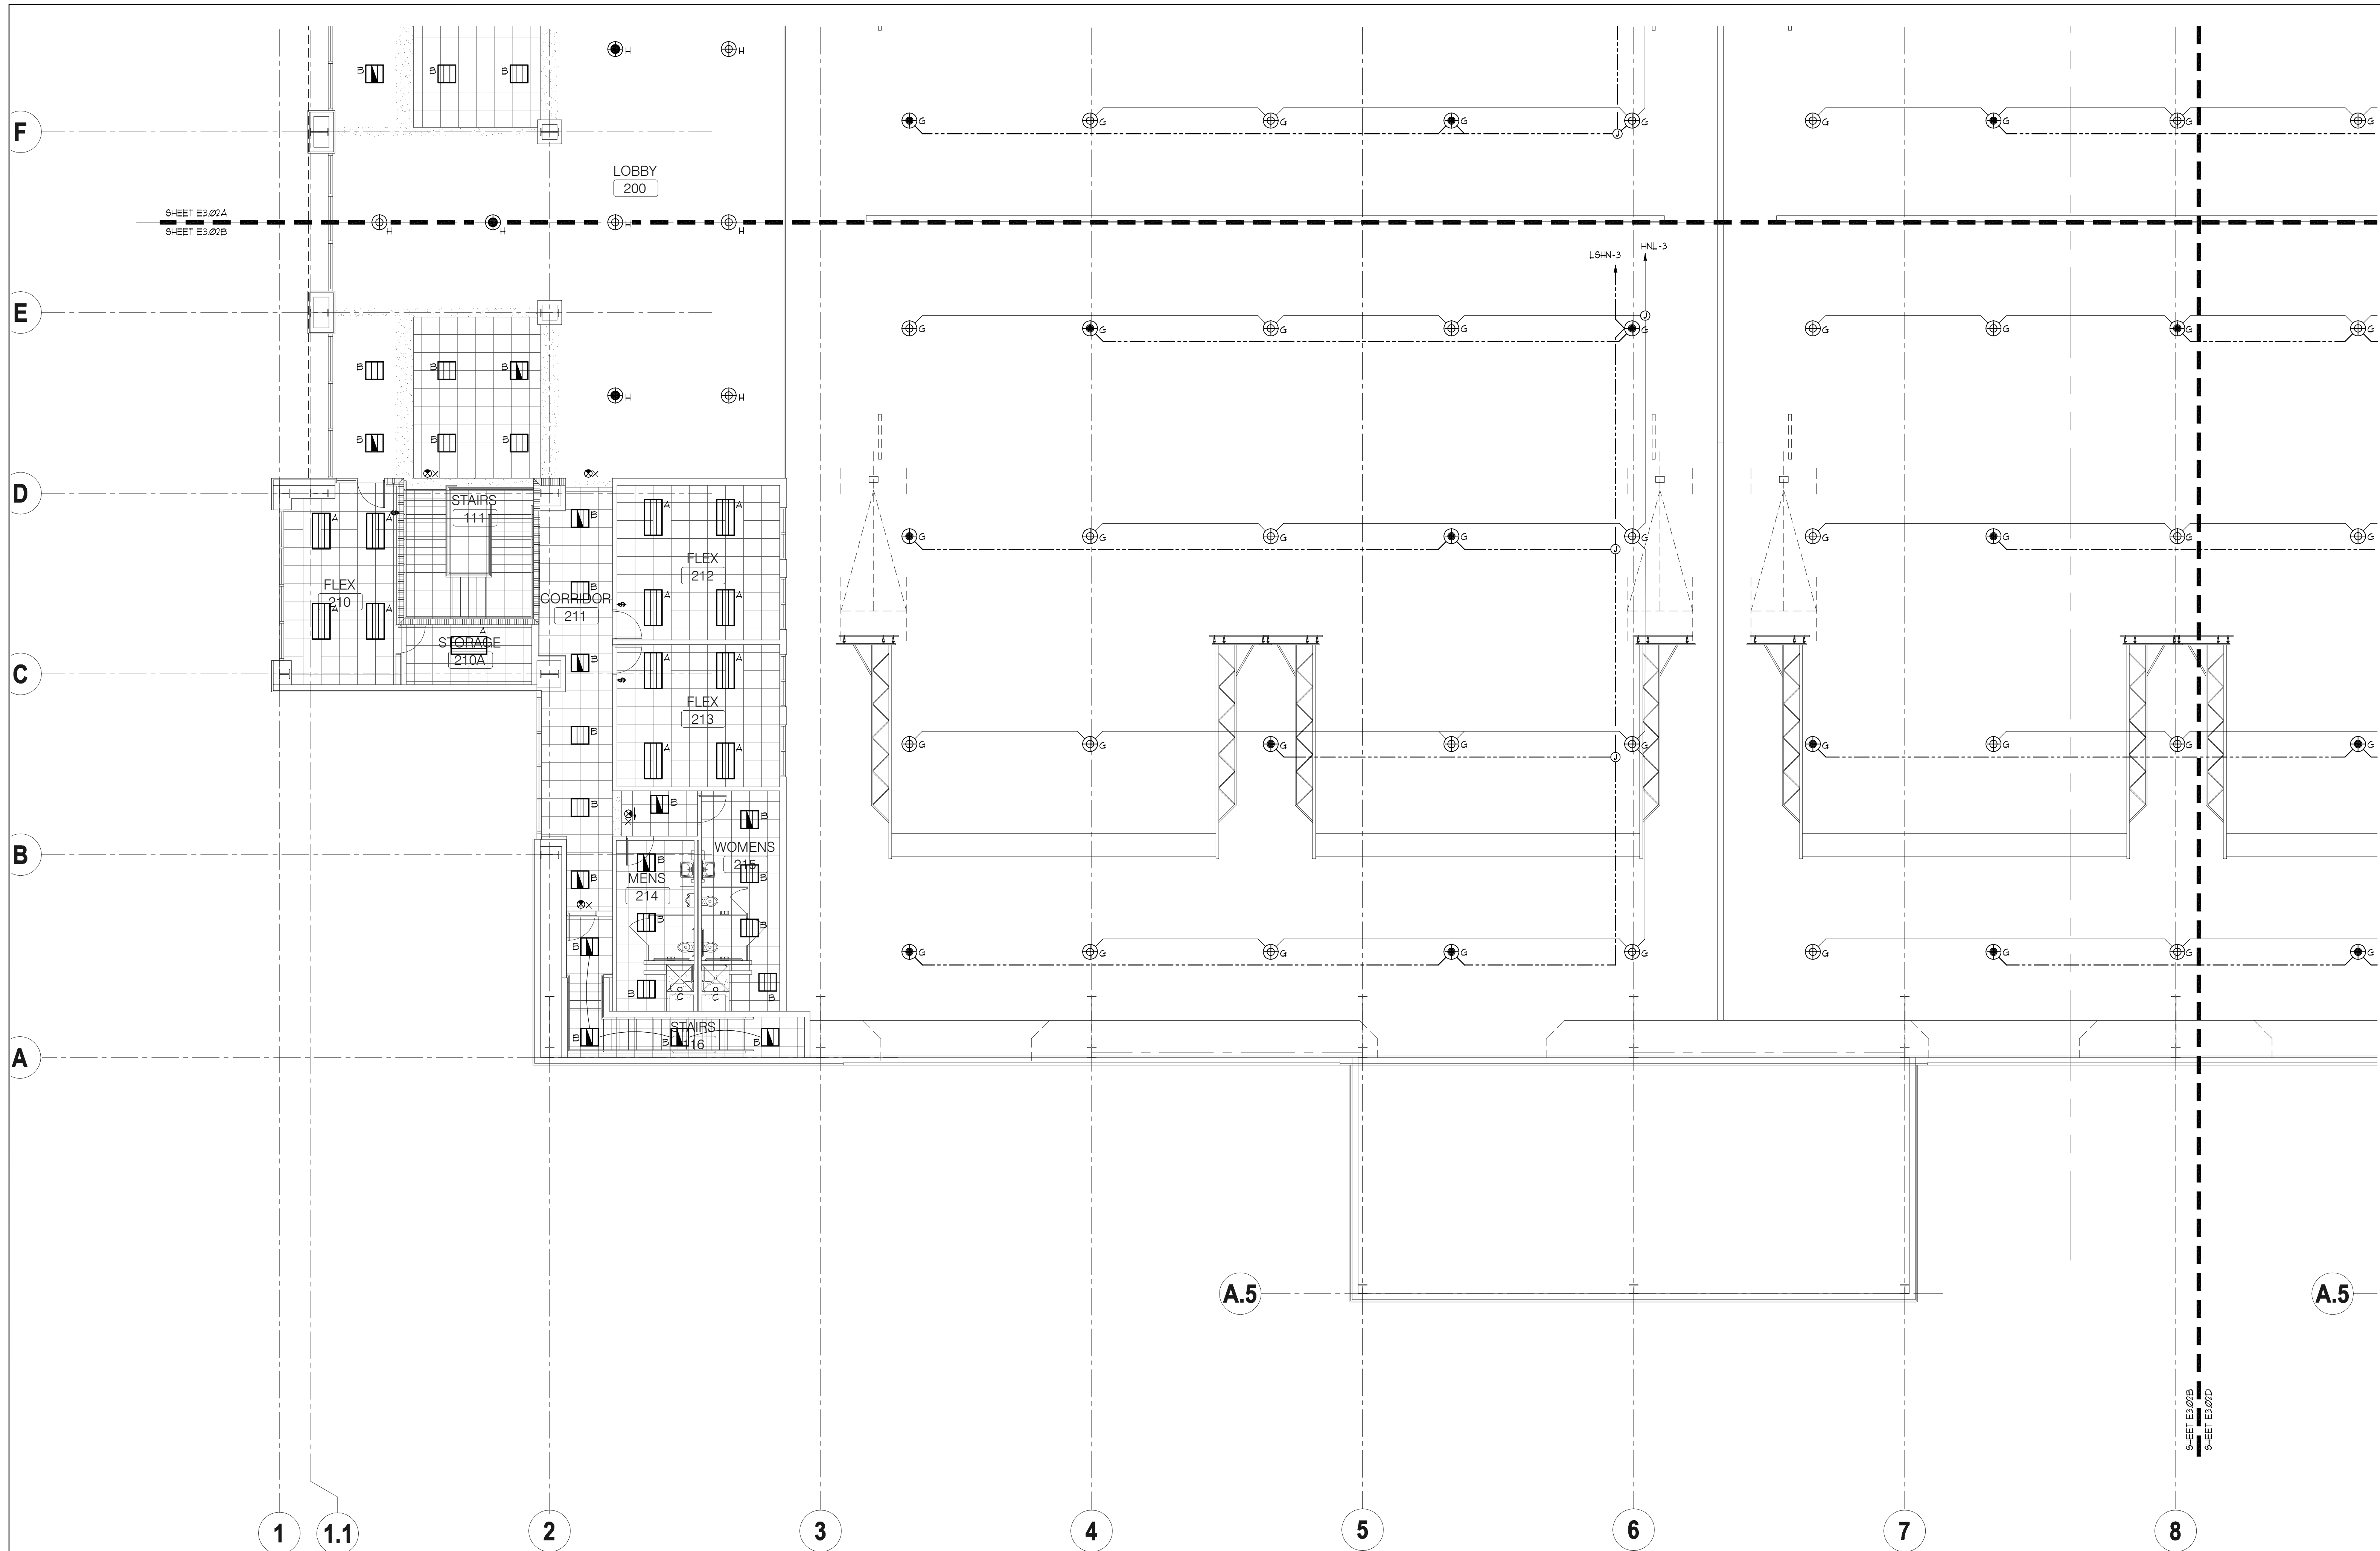 B B B H H
F G G G G G G G G G
J
LOBBY
200
SHEET E3.02A
SHEET E3.02B
H H H H
LSHN-3 HNL-3
E J
G G G G G G G G G
B B B
H H
B B B
X X
D
STAIRS
111
A A B A A
G G G G G G G G G
J
FLEX
212
FLEX
210
B
A A A A
CORRIDOR
211
$ $
A
STORAGE
210A
C
B A A
$
FLEX
213
B
G G G G G G G G G
J
A A
B B B
X
WOMENS
215
B
MENS
214
B B B
X
B B B
G G G G G G G G G
B B
C C
STAIRS
116
B B B
A
A.5 A.5
SHEET E3.02B
SHEET E3.02D
1 1.1 2 3 4 5 6 7 8